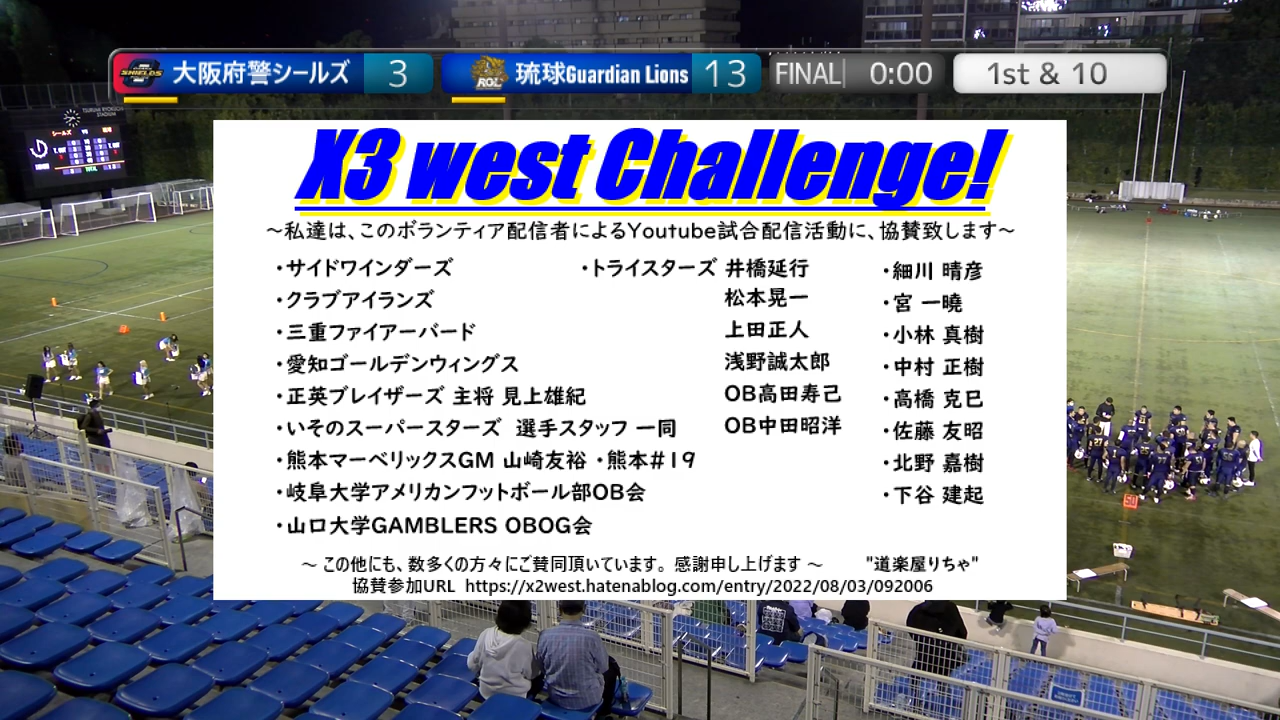 SHIELDS 大阪府警シールズ 3 ROL 琉球Guardian Lions 13 FINAL 0:00 1st & 10
X3 west Challenge!
～私達は、このボランティア配信者によるYoutube試合配信活動に、協賛致します～
・サイドワインダーズ
・クラブアイランズ
・三重ファイアーバード
・愛知ゴールデンウィングス
・正英ブレイザーズ 主将 見上雄紀
・いそのスーパースターズ 選手スタッフ 一同
・熊本マーベリックスGM 山崎友裕 ・熊本#19
・岐阜大学アメリカンフットボール部OB会
・山口大学GAMBLERS OBOG会
・トライスターズ 井橋延行
松本晃一
上田正人
浅野誠太郎
OB高田寿己
OB中田昭洋
・細川 晴彦
・宮 一曉
・小林 真樹
・中村 正樹
・高橋 克巳
・佐藤 友昭
・北野 嘉樹
・下谷 建起
～ この他にも、数多くの方々にご賛同頂いています。感謝申し上げます ～ "道楽屋りちゃ"
協賛参加URL https://x2west.hatenablog.com/entry/2022/08/03/092006
50